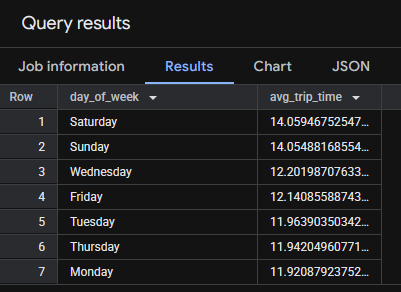 Query results
Job information Results Chart JSON
Row day_of_week avg_trip_time
1 Saturday 14.05946752547...
2 Sunday 14.05488168554...
3 Wednesday 12.20198707633...
4 Friday 12.14085588743...
5 Tuesday 11.96390350342...
6 Thursday 11.94204960771...
7 Monday 11.92087923752...